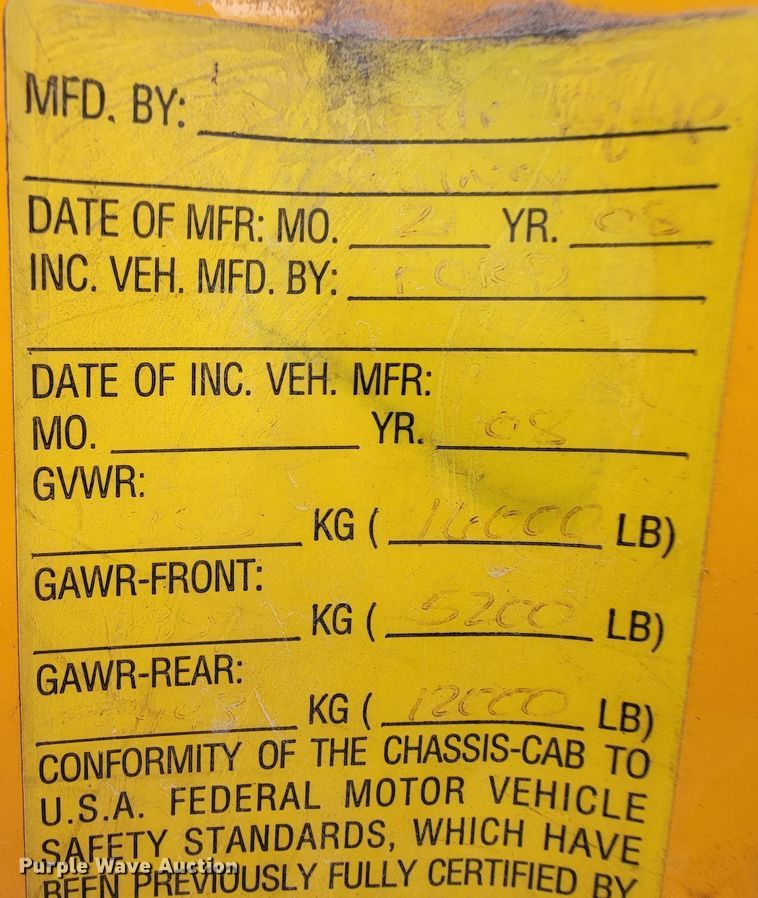 MFD. BY:
DATE OF MFR: MO. 2 YR. 08
INC. VEH. MFD. BY: FORD
DATE OF INC. VEH. MFR:
MO. YR. 08
GVWR:
KG ( LB)
GAWR-FRONT:
KG ( 5200 LB)
GAWR-REAR:
KG ( 12000 LB)
CONFORMITY OF THE CHASSIS-CAB TO
U.S.A. FEDERAL MOTOR VEHICLE
SAFETY STANDARDS, WHICH HAVE
BEEN PREVIOUSLY FULLY CERTIFIED BY
Purple Wave Auction